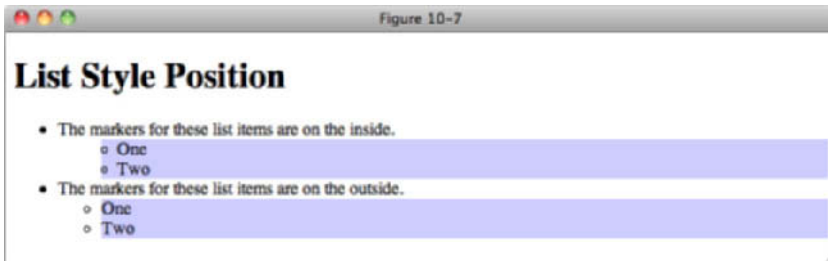 Figure 10-7
List Style Position
• The markers for these list items are on the inside.
◦ One
◦ Two
• The markers for these list items are on the outside.
◦ One
◦ Two